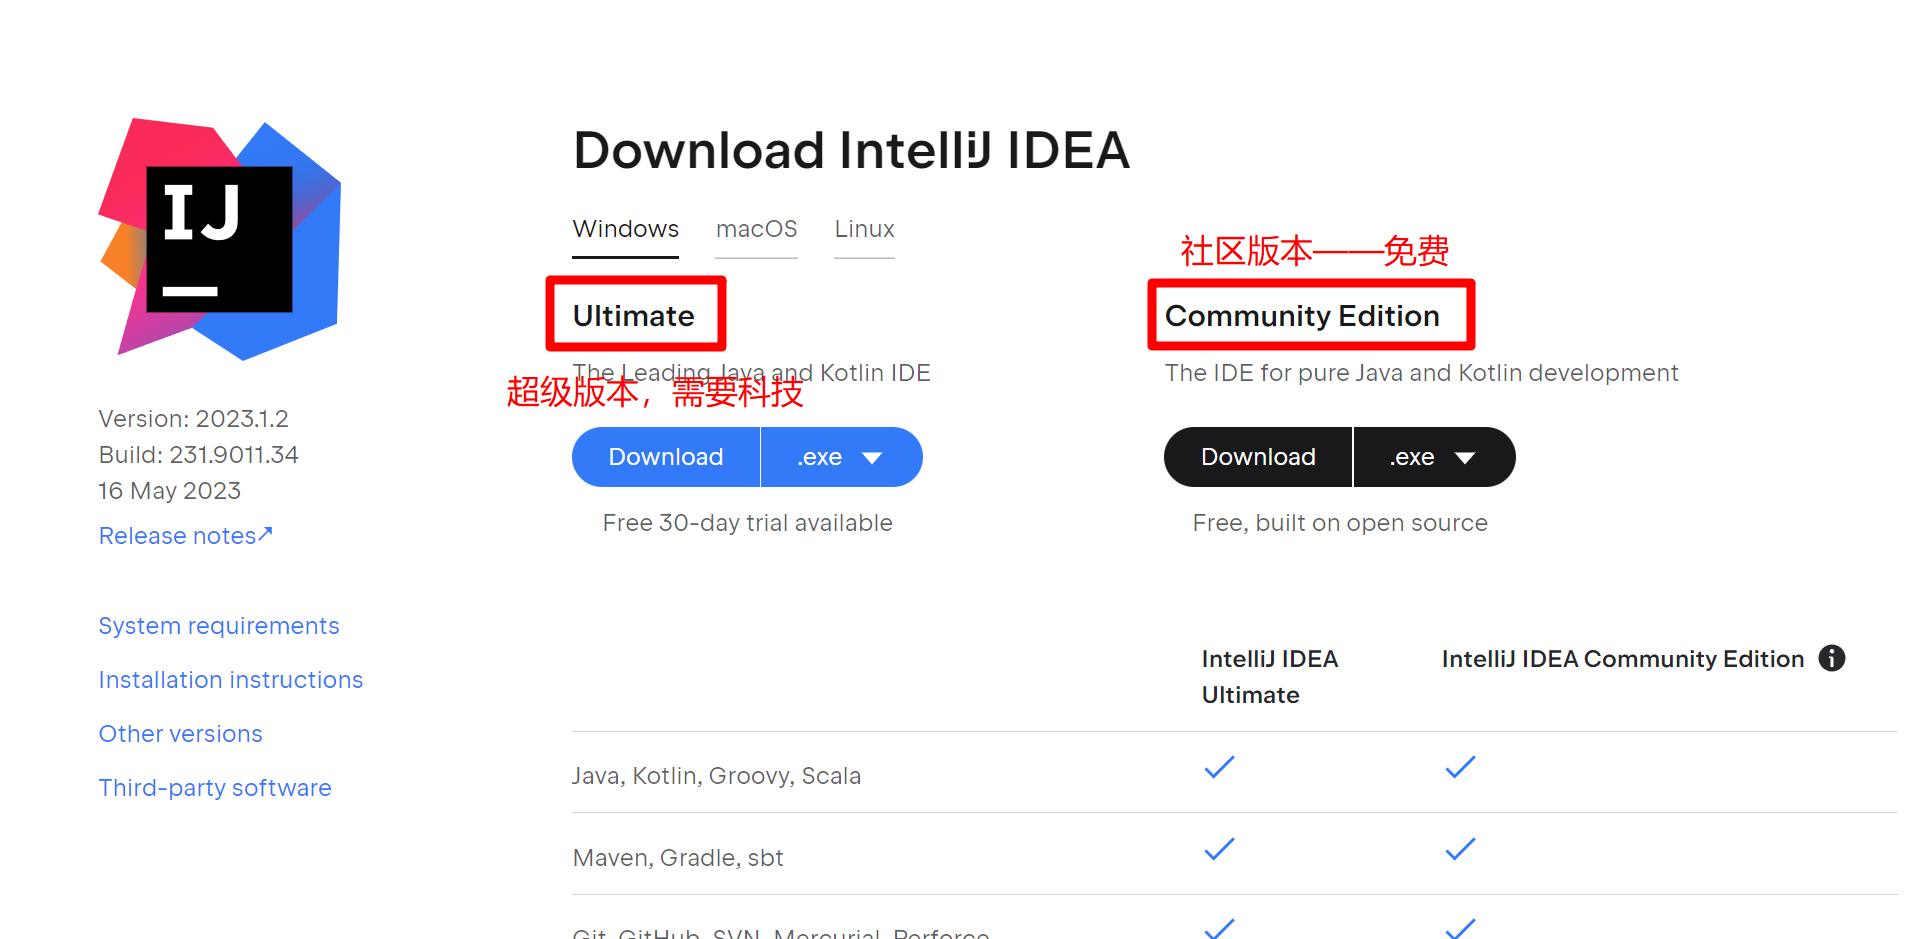 IJ
Download IntelliJ IDEA
Windows macOS Linux
社区版本——免费
Ultimate
Community Edition
The Leading Java and Kotlin IDE
The IDE for pure Java and Kotlin development
超级版本，需要科技
Download .exe
Download .exe
Free 30-day trial available
Free, built on open source
Version: 2023.1.2
Build: 231.9011.34
16 May 2023
Release notes↗
System requirements
Installation instructions
Other versions
Third-party software
IntelliJ IDEA
Ultimate
IntelliJ IDEA Community Edition
Java, Kotlin, Groovy, Scala
Maven, Gradle, sbt
Git, GitHub, SVN, Mercurial, Perforce